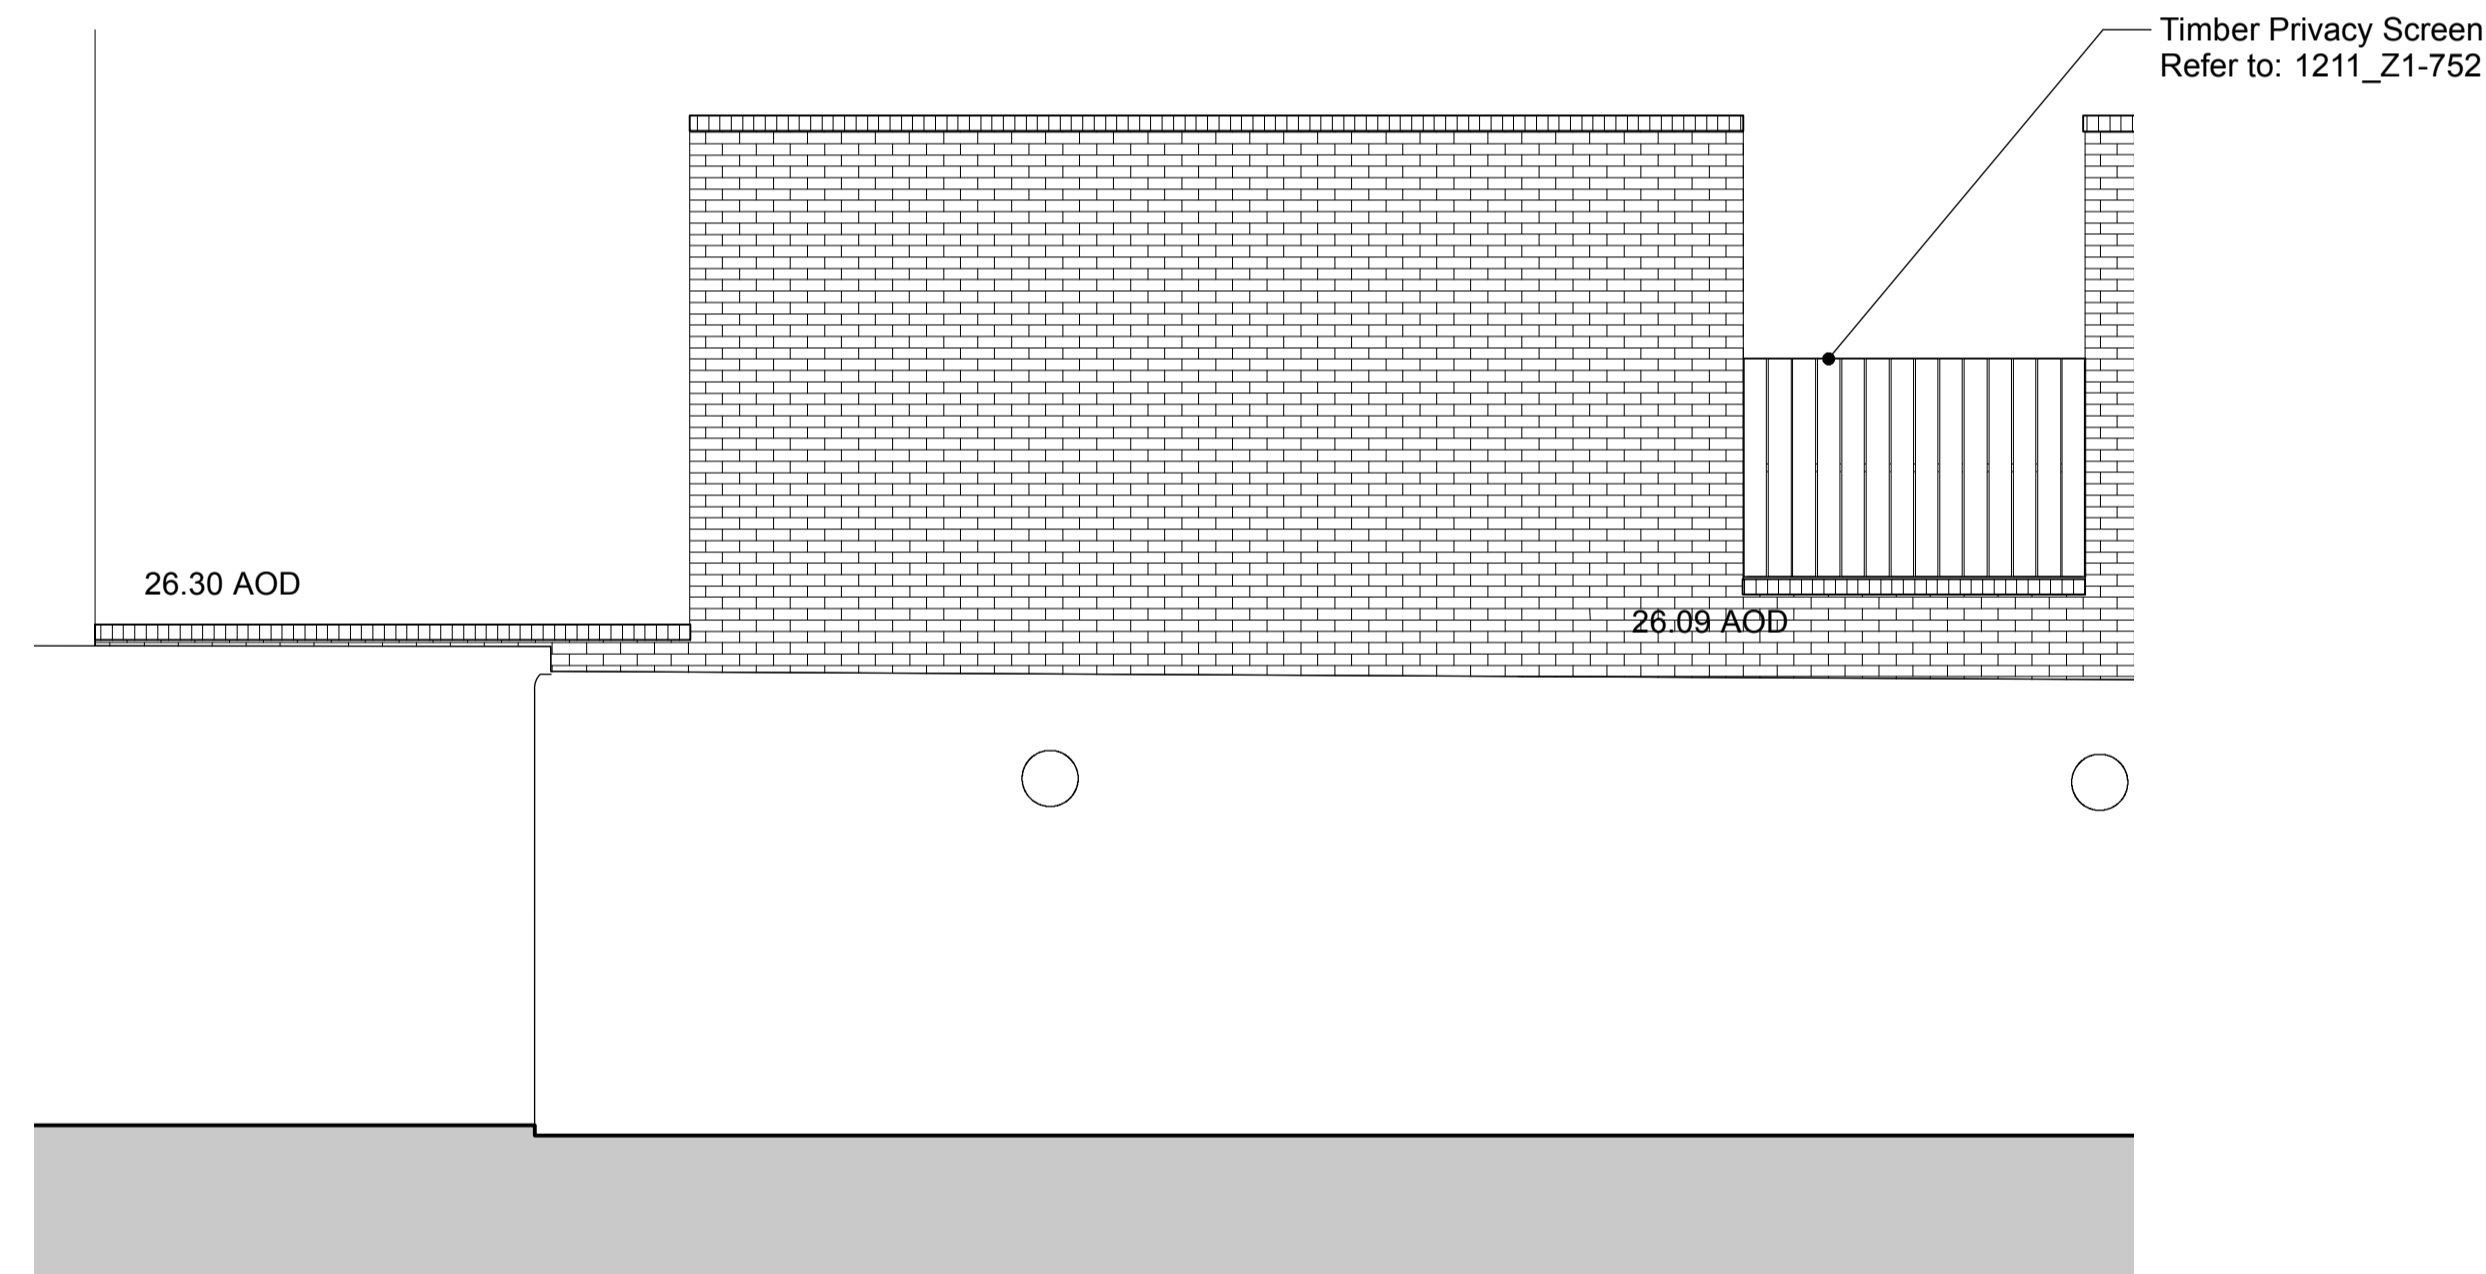 Timber Privacy Screen
Refer to: 1211_Z1-752
26.30 AOD
26.09 AOD